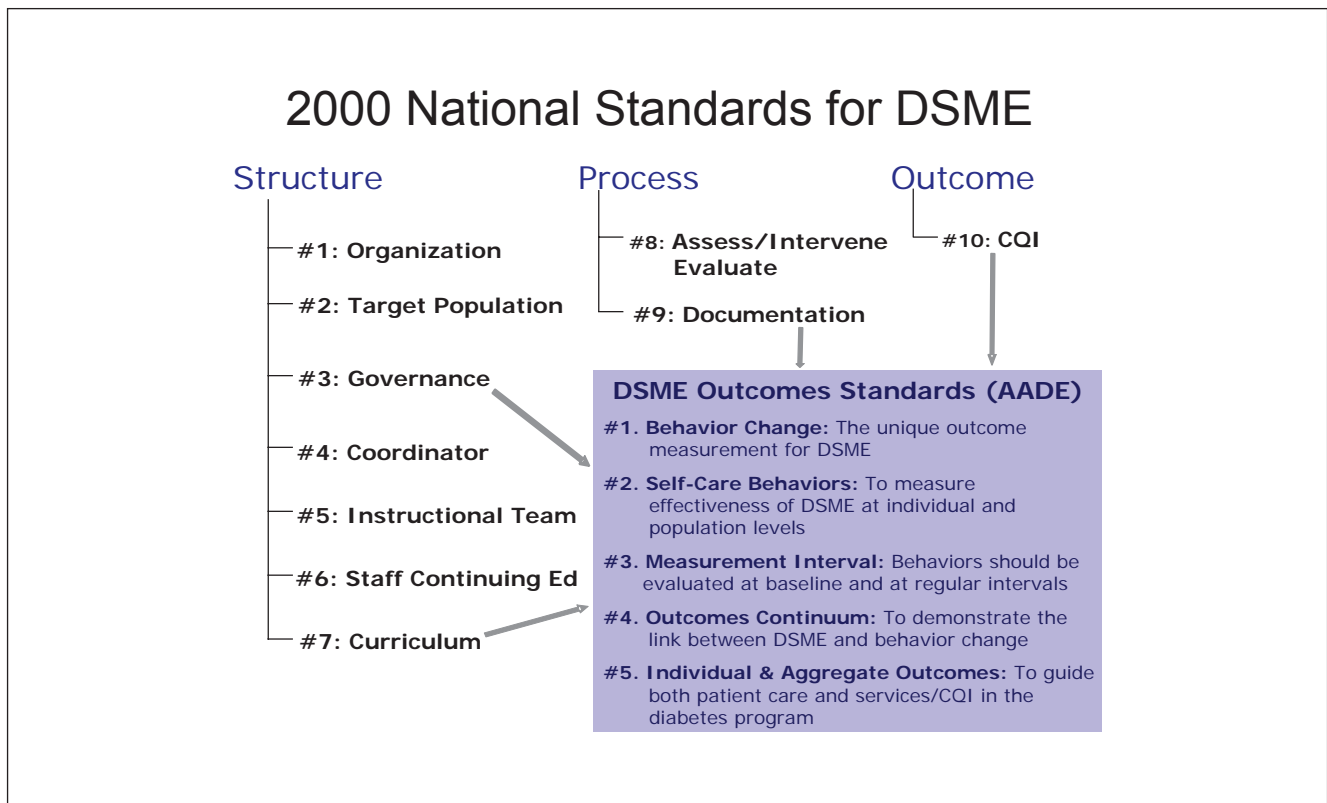 2000 National Standards for DSME
Structure
#1: Organization
#2: Target Population
#3: Governance
#4: Coordinator
#5: Instructional Team
#6: Staff Continuing Ed
#7: Curriculum
Process
#8: Assess/Intervene
Evaluate
#9: Documentation
Outcome
#10: CQI
DSME Outcomes Standards (AADE)
#1. Behavior Change: The unique outcome
measurement for DSME
#2. Self-Care Behaviors: To measure
effectiveness of DSME at individual and
population levels
#3. Measurement Interval: Behaviors should be
evaluated at baseline and at regular intervals
#4. Outcomes Continuum: To demonstrate the
link between DSME and behavior change
#5. Individual & Aggregate Outcomes: To guide
both patient care and services/CQI in the
diabetes program